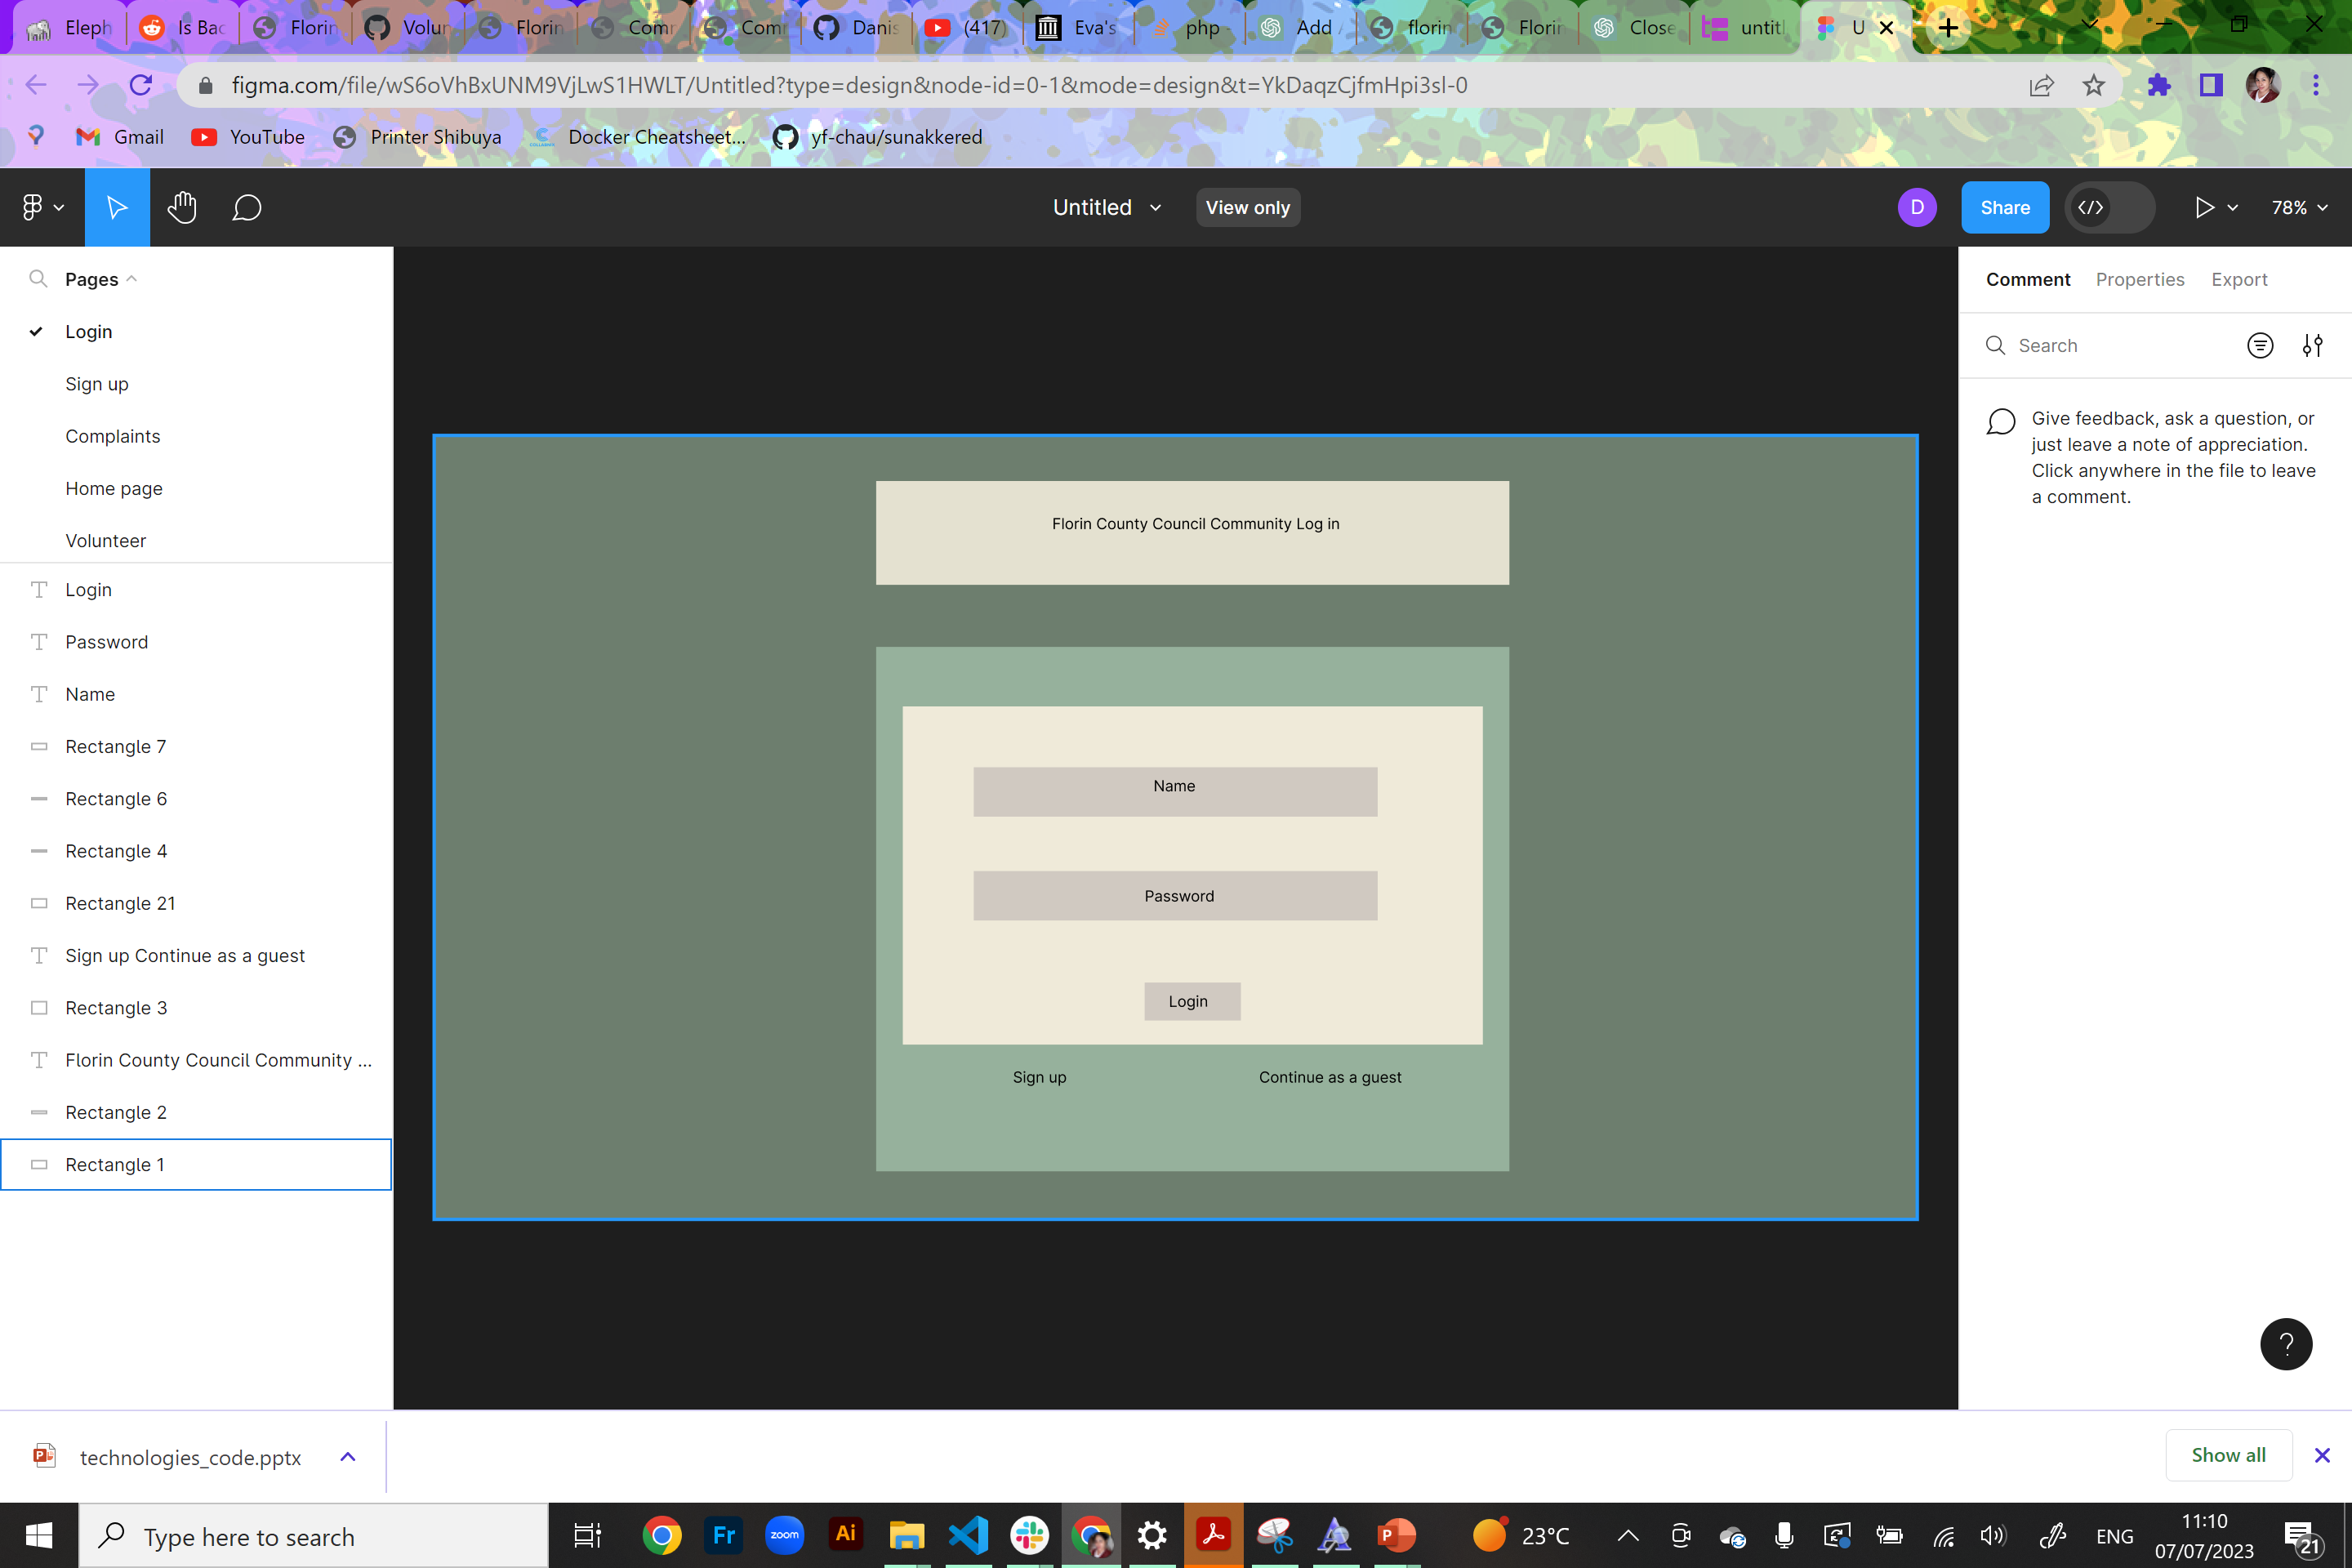 Eleph
Is Bac
Florin
Volun
Florin
Com
Com
Danis
(417)
Eva's
php
Add
florin
Florin
Close
untitl
U
figma.com/file/wS6oVhBxUNM9VjLwS1HWLT/Untitled?type=design&node-id=0-1&mode=design&t=YkDaqzCjfmHpi3sl-0
Gmail
YouTube
Printer Shibuya
Docker Cheatsheet...
yf-chau/sunakkered
Untitled
View only
D
Share
78%
Pages
Login
Sign up
Complaints
Home page
Volunteer
Login
Password
Name
Rectangle 7
Rectangle 6
Rectangle 4
Rectangle 21
Sign up Continue as a guest
Rectangle 3
Florin County Council Community ...
Rectangle 2
Rectangle 1
Florin County Council Community Log in
Name
Password
Login
Sign up
Continue as a guest
Comment
Properties
Export
Search
Give feedback, ask a question, or
just leave a note of appreciation.
Click anywhere in the file to leave
a comment.
?
technologies_code.pptx
Show all
Type here to search
Fr
zoom
Ai
P
23°C
ENG
11:10
07/07/2023
21